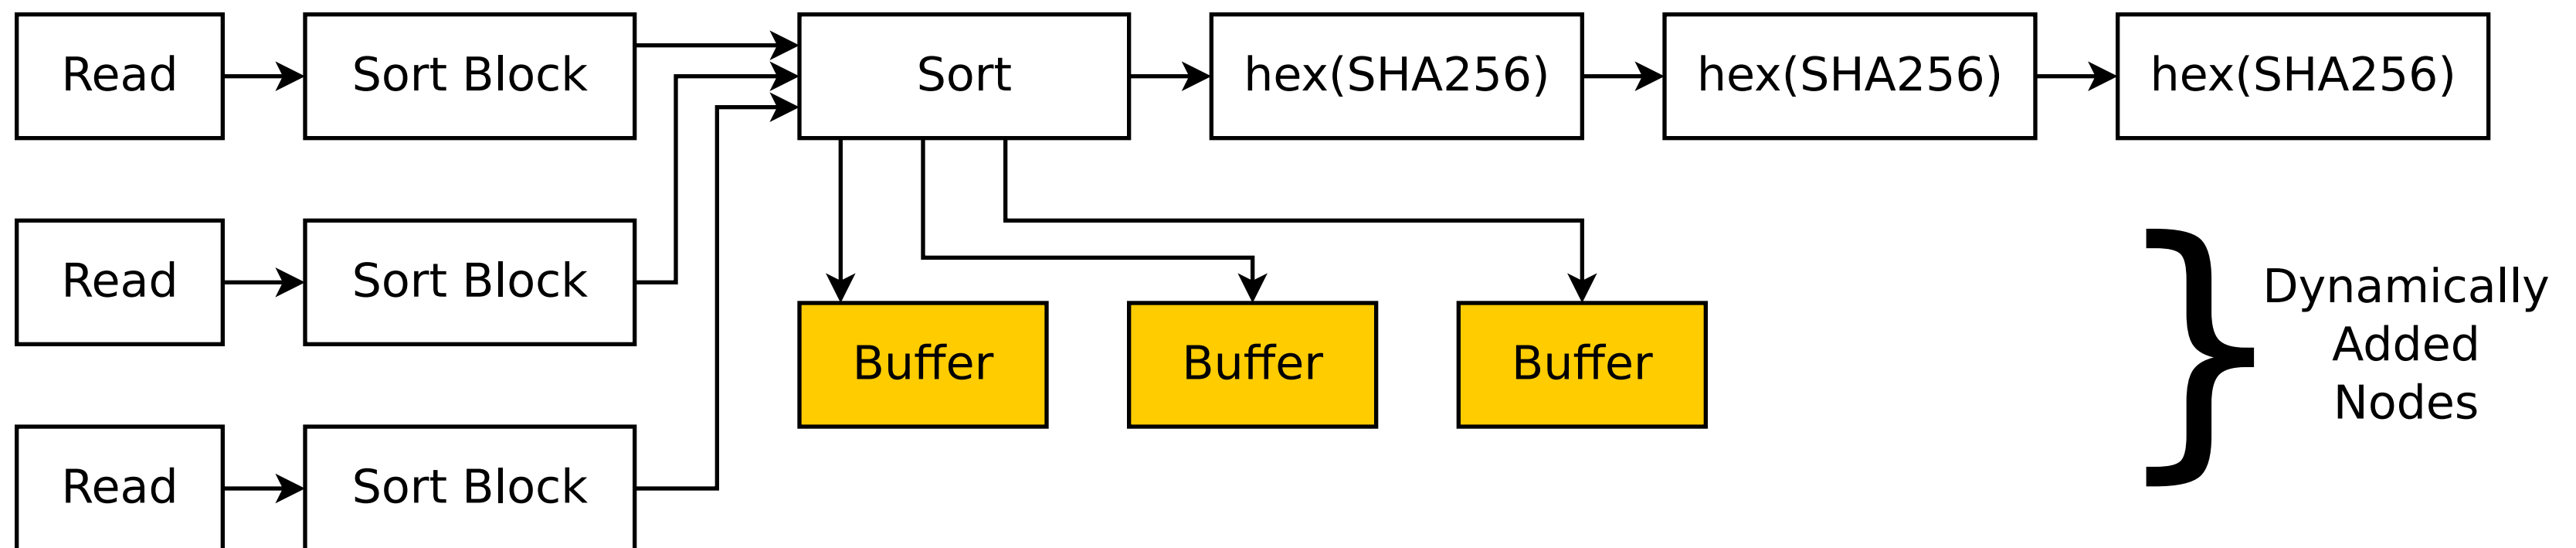 Read
Sort Block
Sort
hex(SHA256)
hex(SHA256)
hex(SHA256)
Read
Sort Block
Buffer
Buffer
Buffer
Dynamically
Added
Nodes
Read
Sort Block